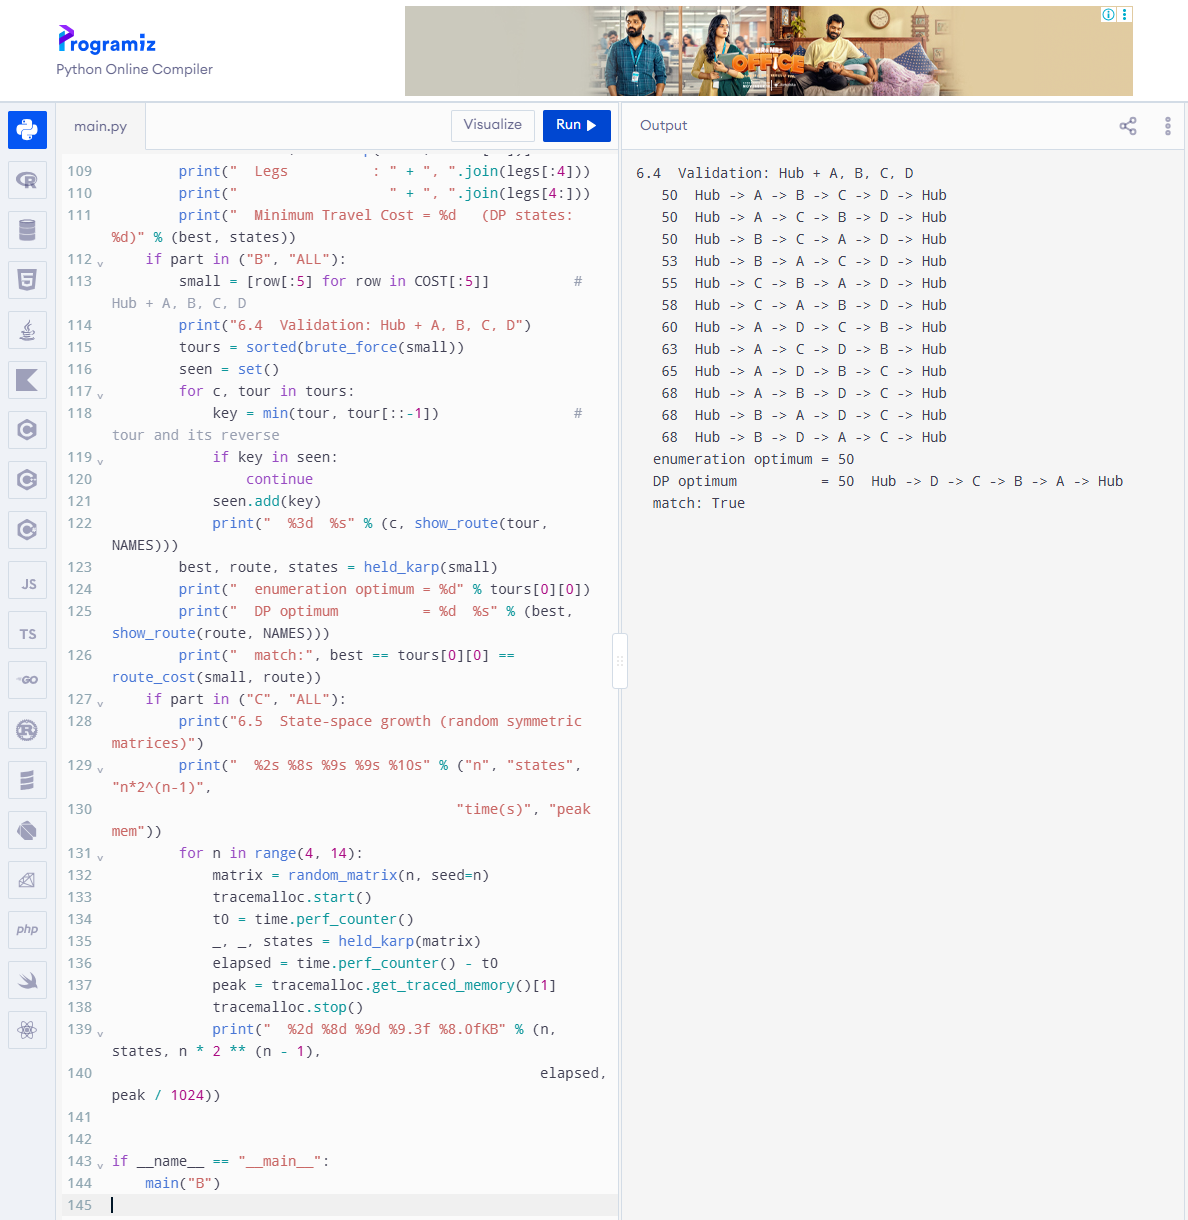 Programiz
Python Online Compiler
OFFICE
main.py
Visualize
Run
Output
109 print("  Legs          : " + ", ".join(legs[:4]))
110 print("                  " + ", ".join(legs[4:]))
111 print("  Minimum Travel Cost = %d   (DP states:
%d)" % (best, states))
112 if part in ("B", "ALL"):
113 small = [row[:5] for row in COST[:5]]          #
Hub + A, B, C, D
114 print("6.4  Validation: Hub + A, B, C, D")
115 tours = sorted(brute_force(small))
116 seen = set()
117 for c, tour in tours:
118 key = min(tour, tour[::-1])                #
tour and its reverse
119 if key in seen:
120 continue
121 seen.add(key)
122 print("  %3d  %s" % (c, show_route(tour,
NAMES)))
123 best, route, states = held_karp(small)
124 print("  enumeration optimum = %d" % tours[0][0])
125 print("  DP optimum          = %d  %s" % (best,
show_route(route, NAMES)))
126 print("  match:", best == tours[0][0] ==
route_cost(small, route))
127 if part in ("C", "ALL"):
128 print("6.5  State-space growth (random symmetric
matrices)")
129 print("  %2s %8s %9s %9s %10s" % ("n", "states",
"n*2^(n-1)",
130 "time(s)", "peak
mem"))
131 for n in range(4, 14):
132 matrix = random_matrix(n, seed=n)
133 tracemalloc.start()
134 t0 = time.perf_counter()
135 _, _, states = held_karp(matrix)
136 elapsed = time.perf_counter() - t0
137 peak = tracemalloc.get_traced_memory()[1]
138 tracemalloc.stop()
139 print("  %2d %8d %9d %9.3f %8.0fKB" % (n,
states, n * 2 ** (n - 1),
140 elapsed,
peak / 1024))
141
142
143 if __name__ == "__main__":
144 main("B")
145
6.4  Validation: Hub + A, B, C, D
50  Hub -> A -> B -> C -> D -> Hub
50  Hub -> A -> C -> B -> D -> Hub
50  Hub -> B -> C -> A -> D -> Hub
53  Hub -> B -> A -> C -> D -> Hub
55  Hub -> C -> B -> A -> D -> Hub
58  Hub -> C -> A -> B -> D -> Hub
60  Hub -> A -> D -> C -> B -> Hub
63  Hub -> A -> C -> D -> B -> Hub
65  Hub -> A -> D -> B -> C -> Hub
68  Hub -> A -> B -> D -> C -> Hub
68  Hub -> B -> A -> D -> C -> Hub
68  Hub -> B -> D -> A -> C -> Hub
enumeration optimum = 50
DP optimum          = 50  Hub -> D -> C -> B -> A -> Hub
match: True
JS
TS
GO
php